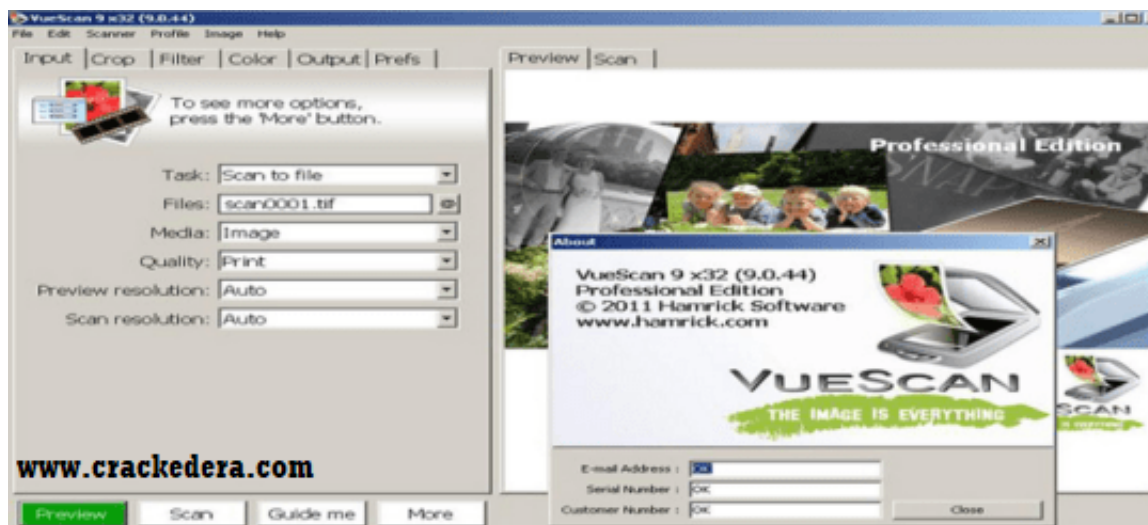 VueScan 9 x32 (9.0.44)
File Edit Scanner Profile Image Help
Input Crop Filter Color Output Prefs
Preview Scan
To see more options,
press the 'More' button.
Task: Scan to file
Files: scan0001.tif
Media: Image
Quality: Print
Preview resolution: Auto
Scan resolution: Auto
Professional Edition
SNAP
About
VueScan 9 x32 (9.0.44)
Professional Edition
© 2011 Hamrick Software
www.hamrick.com
VUESCAN
THE IMAGE IS EVERYTHING
SCAN
IS EVERYTHING
E-mail Address : OK
Serial Number : OK
Customer Number : OK
Close
www.crackedera.com
Preview Scan Guide me More